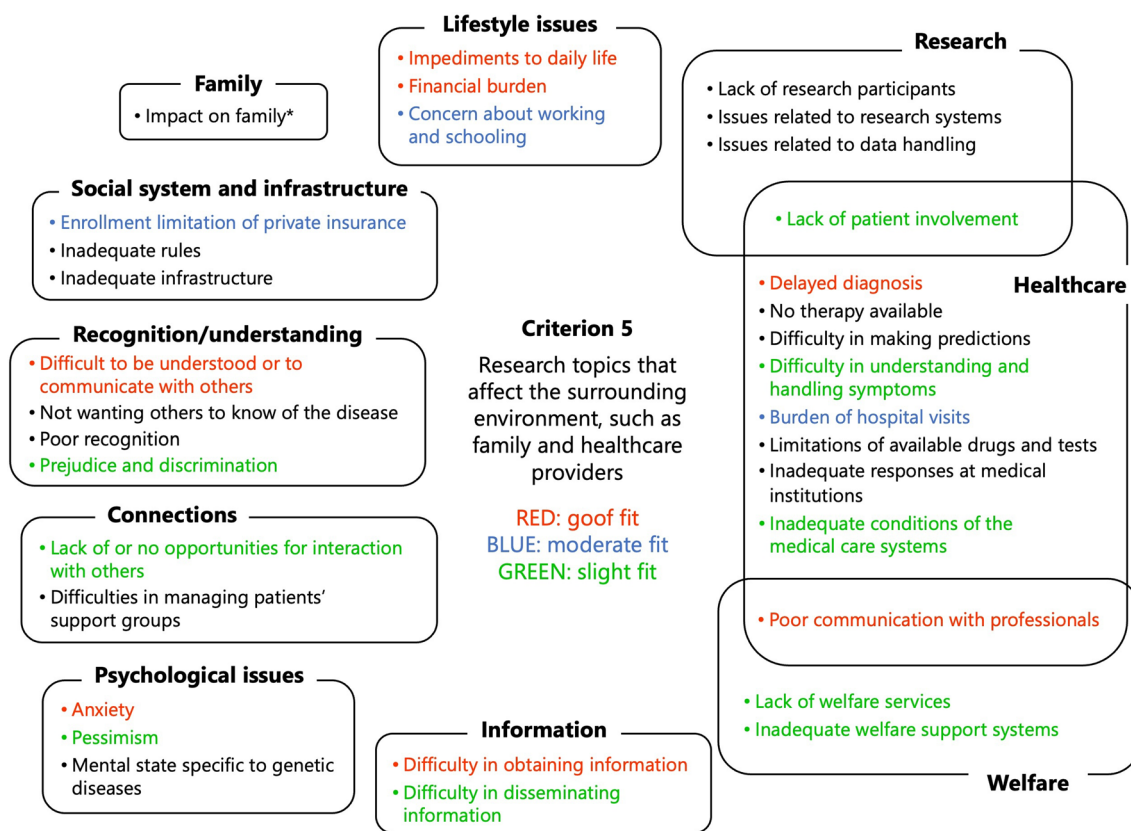 Lifestyle issues
• Impediments to daily life
• Financial burden
• Concern about working
and schooling
Family
• Impact on family*
Social system and infrastructure
• Enrollment limitation of private insurance
• Inadequate rules
• Inadequate infrastructure
Recognition/understanding
• Difficult to be understood or to
communicate with others
• Not wanting others to know of the disease
• Poor recognition
• Prejudice and discrimination
Connections
• Lack of or no opportunities for interaction
with others
• Difficulties in managing patients’
support groups
Psychological issues
• Anxiety
• Pessimism
• Mental state specific to genetic
diseases
Criterion 5
Research topics that
affect the surrounding
environment, such as
family and healthcare
providers
RED: goof fit
BLUE: moderate fit
GREEN: slight fit
Information
• Difficulty in obtaining information
• Difficulty in disseminating
information
Research
• Lack of research participants
• Issues related to research systems
• Issues related to data handling
• Lack of patient involvement
Healthcare
• Delayed diagnosis
• No therapy available
• Difficulty in making predictions
• Difficulty in understanding and
handling symptoms
• Burden of hospital visits
• Limitations of available drugs and tests
• Inadequate responses at medical
institutions
• Inadequate conditions of the
medical care systems
• Poor communication with professionals
• Lack of welfare services
• Inadequate welfare support systems
Welfare